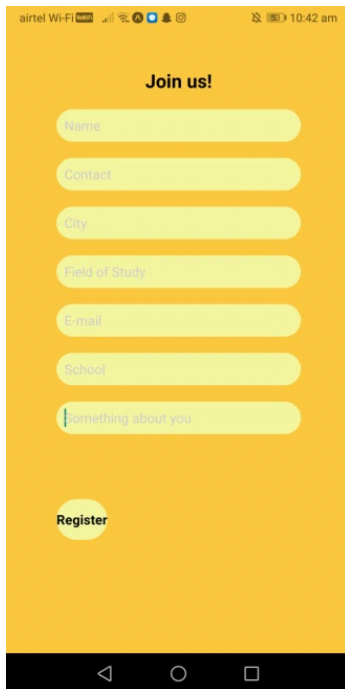 airtel Wi-Fi 10:42 am
Join us!
Name
Contact
City
Field of Study
E-mail
School
Something about you
Register